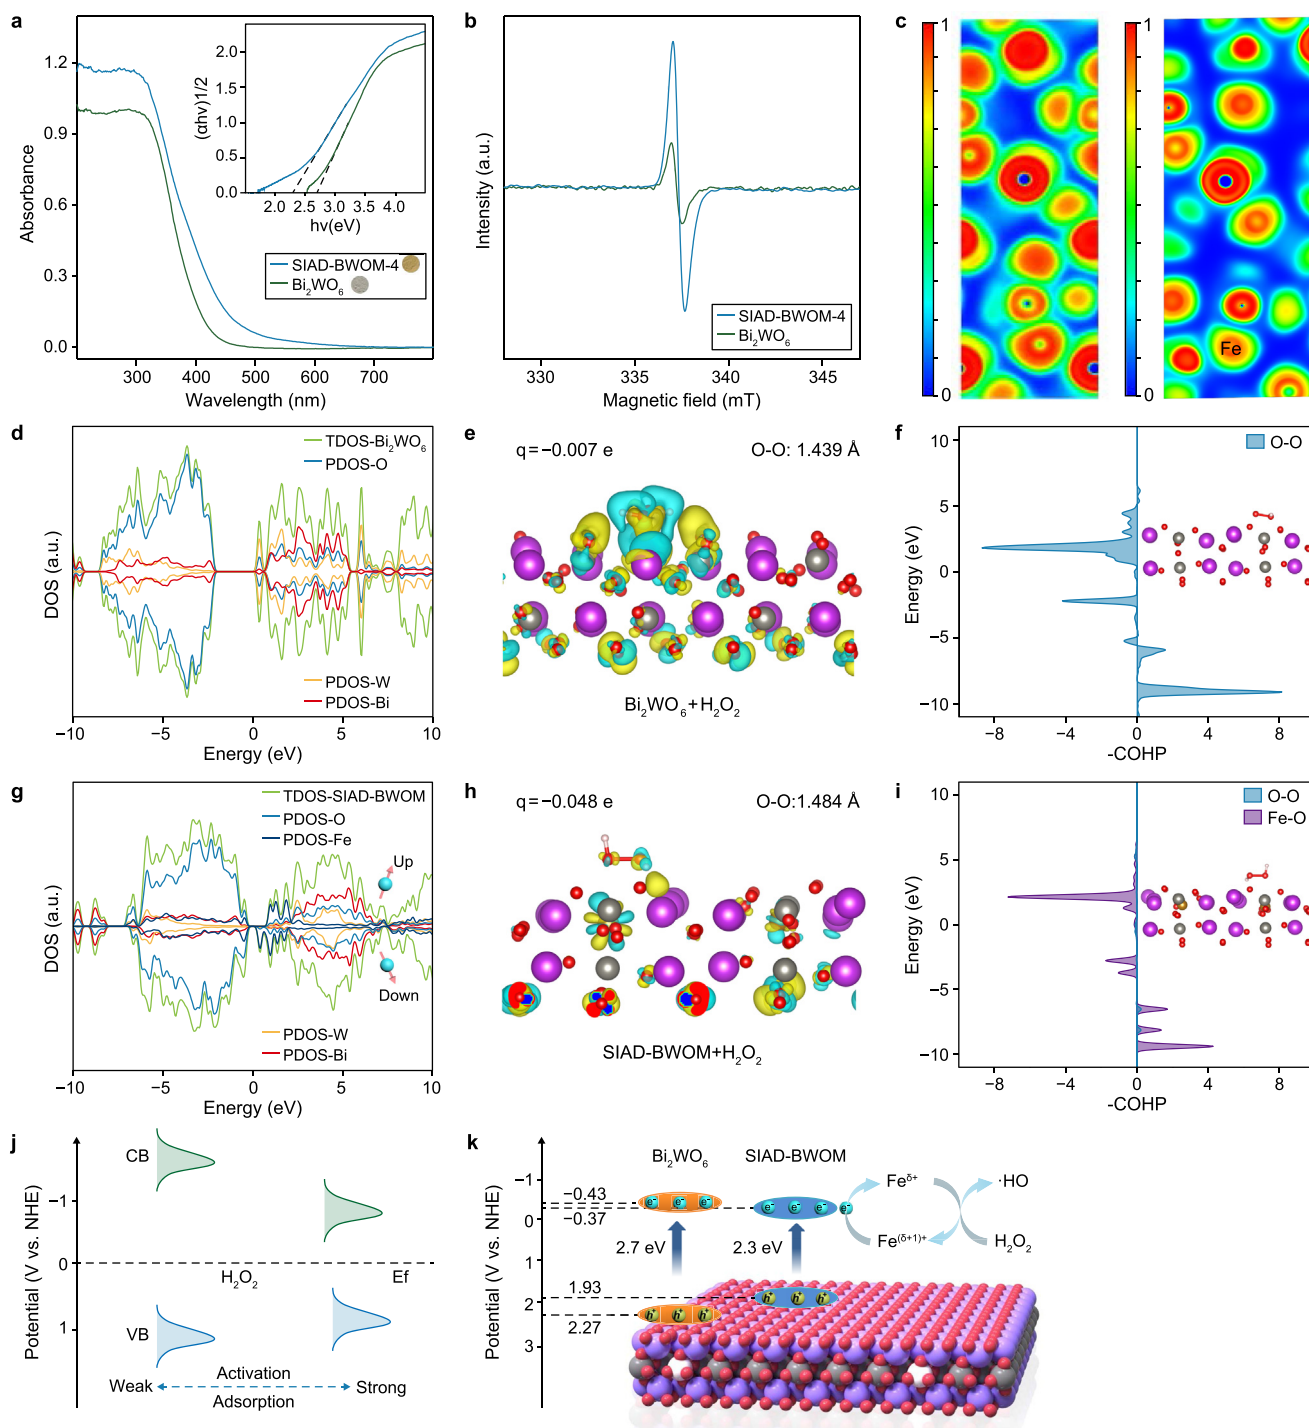 a
1.2
0.9
0.6
0.3
0.0
Absorbance
300 400 500 600 700
Wavelength (nm)
2.0
1.5
1.0
0.5
0.0
(αhv)1/2
2.0 2.5 3.0 3.5 4.0
hv(eV)
SIAD-BWOM-4
Bi₂WO₆
b
Intensity (a.u.)
330 335 340 345
Magnetic field (mT)
SIAD-BWOM-4
Bi₂WO₆
c
1
0
1
0
Fe
d
TDOS-Bi₂WO₆
PDOS-O
PDOS-W
PDOS-Bi
DOS (a.u.)
−10 −5 0 5 10
Energy (eV)
e
q=−0.007 e O-O: 1.439 Å
Bi₂WO₆+H₂O₂
f
10
5
0
−5
−10
Energy (eV)
O-O
−8 −4 0 4 8
-COHP
g
TDOS-SIAD-BWOM
PDOS-O
PDOS-Fe
Up
Down
PDOS-W
PDOS-Bi
DOS (a.u.)
−10 −5 0 5 10
Energy (eV)
h
q=−0.048 e O-O:1.484 Å
SIAD-BWOM+H₂O₂
i
10
5
0
−5
−10
Energy (eV)
O-O
Fe-O
−8 −4 0 4 8
-COHP
j
CB
−1
0
1
Potential (V vs. NHE)
H₂O₂ Ef
VB
Activation
Weak Strong
Adsorption
k
Bi₂WO₆ SIAD-BWOM
−1
0
1
2
3
Potential (V vs. NHE)
−0.43
−0.37
e⁻ e⁻ e⁻ e⁻ e⁻ e⁻ e⁻
2.7 eV 2.3 eV
1.93
2.27
h⁺ h⁺ h⁺ h⁺ h⁺ h⁺
Fe^δ+ ·HO
Fe^(δ+1)+ H₂O₂